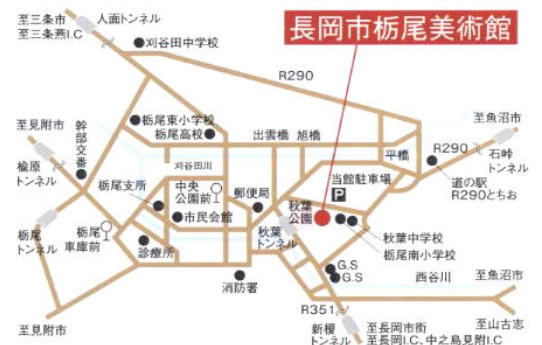 至三条市
至三条燕I.C
人面トンネル
長岡市栃尾美術館
刈谷田中学校
R290
至見附市
幹部交番
栃尾東小学校
栃尾高校
出雲橋
旭橋
至魚沼市
R290
楡原
トンネル
刈谷田川
平橋
石峠
トンネル
栃尾支所
中央
公園前
郵便局
当館駐車場
P
道の駅
R290とちお
秋葉
公園
栃尾
トンネル
栃尾
車庫前
市民会館
秋葉
トンネル
秋葉中学校
栃尾南小学校
診療所
G.S
G.S
西谷川
至魚沼市
消防署
至見附市
R351
新榎
トンネル
至長岡市街
至長岡I.C、中之島見附I.C
至山古志